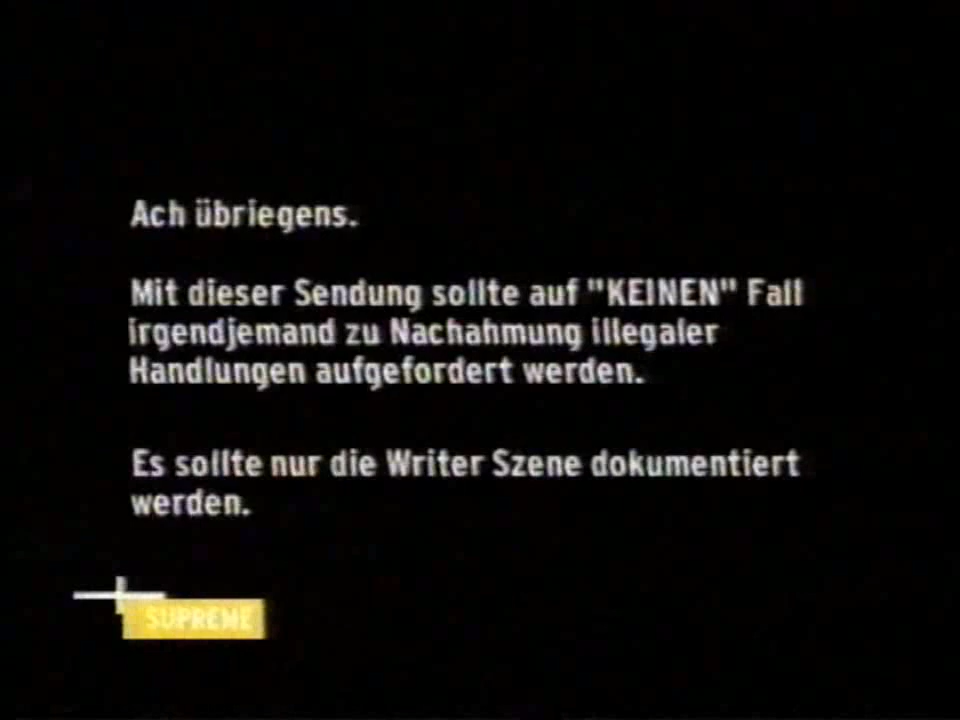 Ach übriegens.
Mit dieser Sendung sollte auf "KEINEN" Fall
irgendjemand zu Nachahmung illegaler
Handlungen aufgefordert werden.
Es sollte nur die Writer Szene dokumentiert
werden.
SUPREME